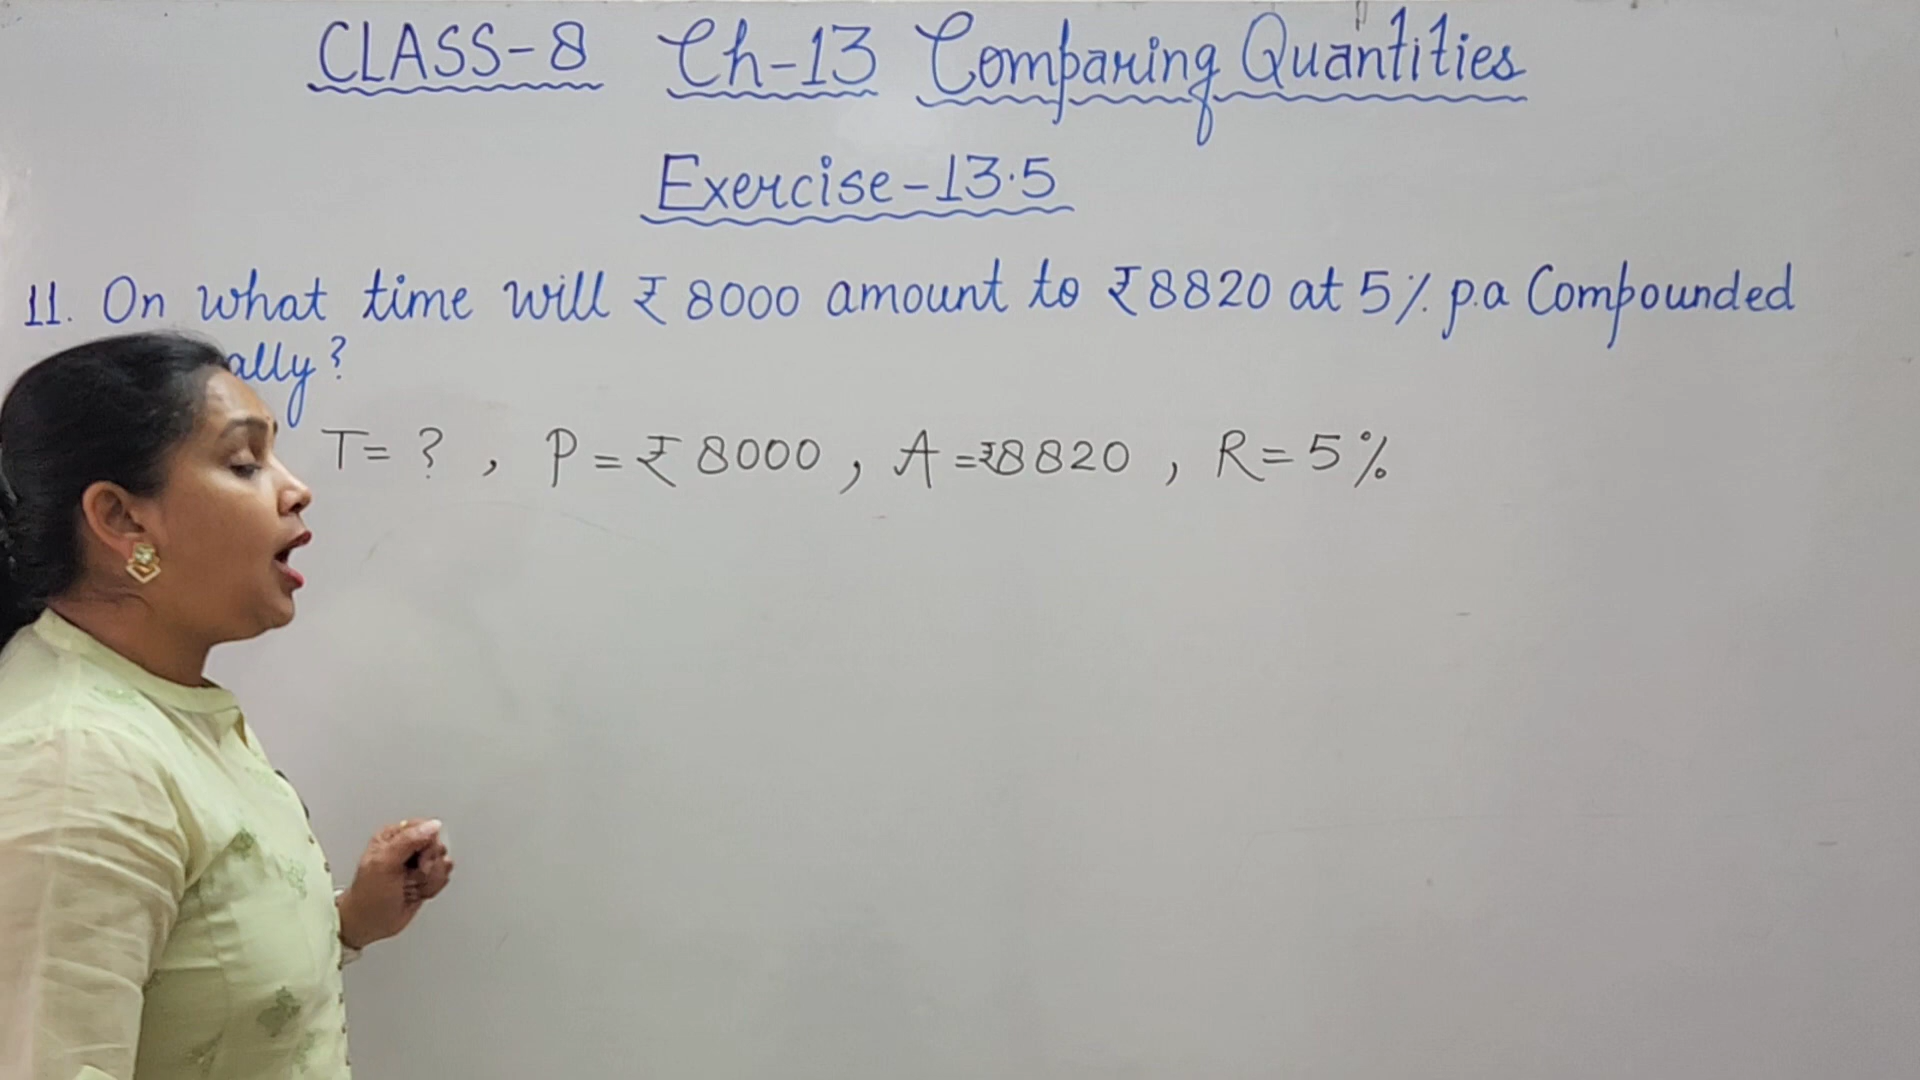 CLASS-8 Ch-13 Comparing Quantities
Exercise-13.5
11. On what time will ₹ 8000 amount to ₹8820 at 5% p.a Compounded
ally?
T= ? , P = ₹ 8000 , A =₹8820 , R=5%